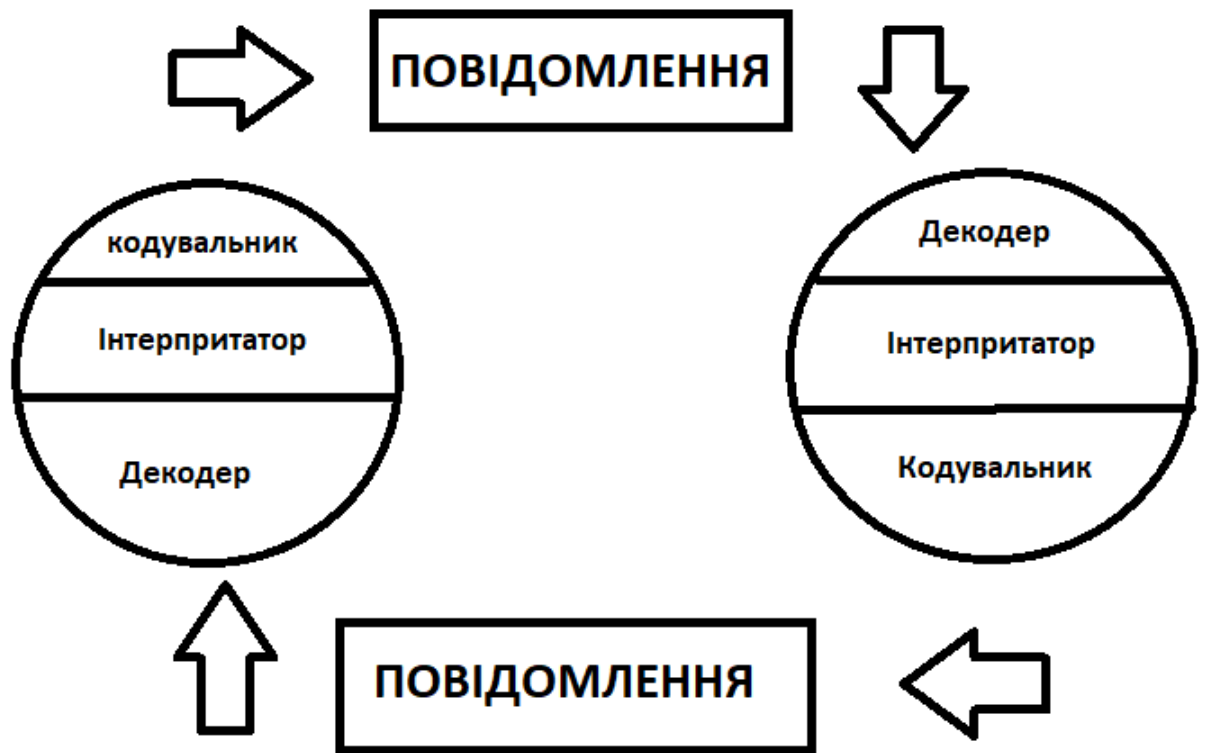 ПОВІДОМЛЕННЯ
кодувальник
Інтерпритатор
Декодер
Декодер
Інтерпритатор
Кодувальник
ПОВІДОМЛЕННЯ